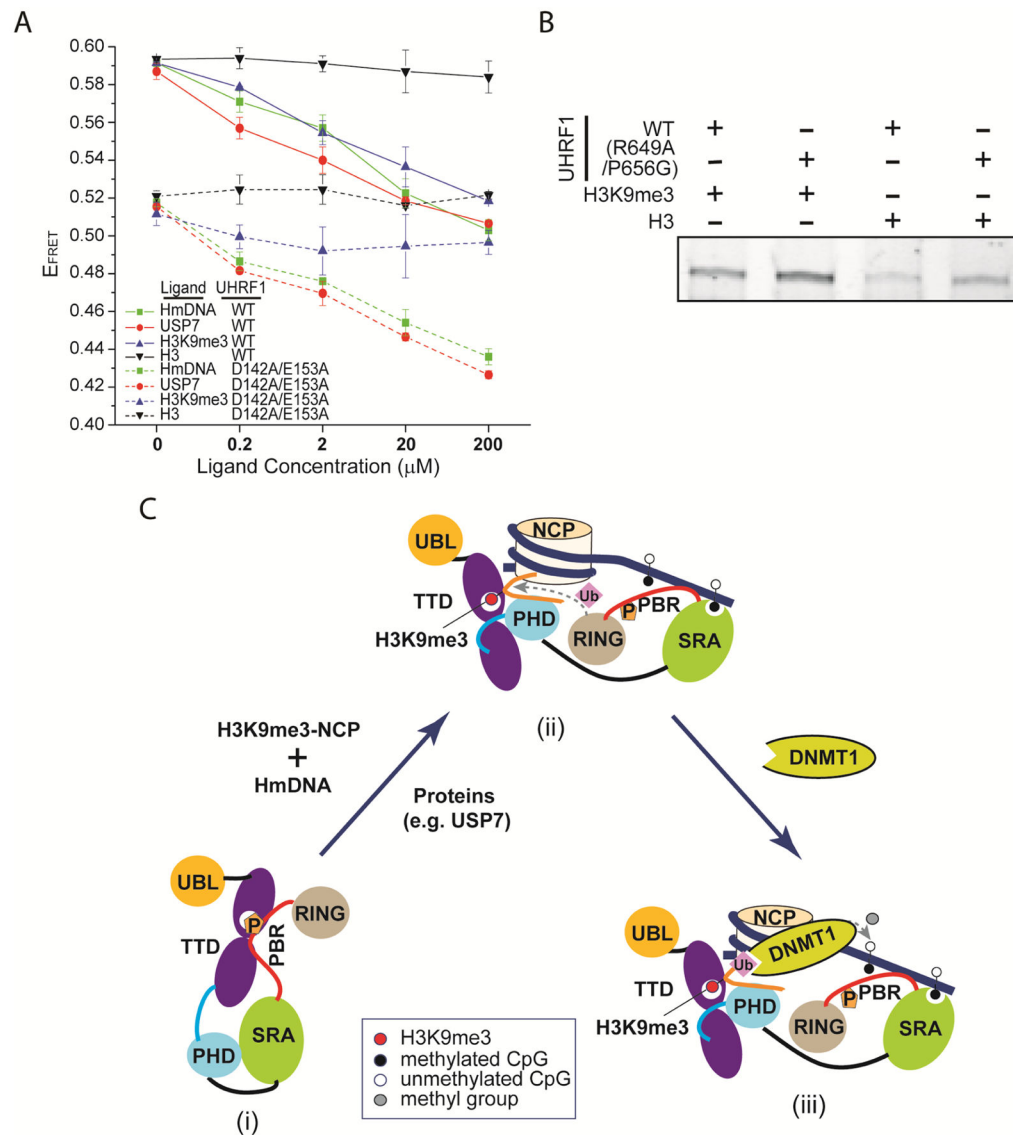 A
0.60
0.58
0.56
0.54
0.52
0.50
0.48
0.46
0.44
0.42
0.40
EFRET
Ligand UHRF1
HmDNA WT
USP7 WT
H3K9me3 WT
H3 WT
HmDNA D142A/E153A
USP7 D142A/E153A
H3K9me3 D142A/E153A
H3 D142A/E153A
0 0.2 2 20 200
Ligand Concentration (μM)
B
UHRF1
WT + – + –
(R649A
/P656G) – + – +
H3K9me3 + + – –
H3 – – + +
C
NCP
UBL
TTD
Ub
P PBR
PHD
RING
SRA
H3K9me3
(ii)
H3K9me3-NCP
+
HmDNA
Proteins
(e.g. USP7)
DNMT1
UBL
P
RING
TTD
PBR
SRA
PHD
(i)
NCP
UBL
DNMT1
Ub
TTD
P PBR
PHD
RING
SRA
H3K9me3
(iii)
H3K9me3
methylated CpG
unmethylated CpG
methyl group